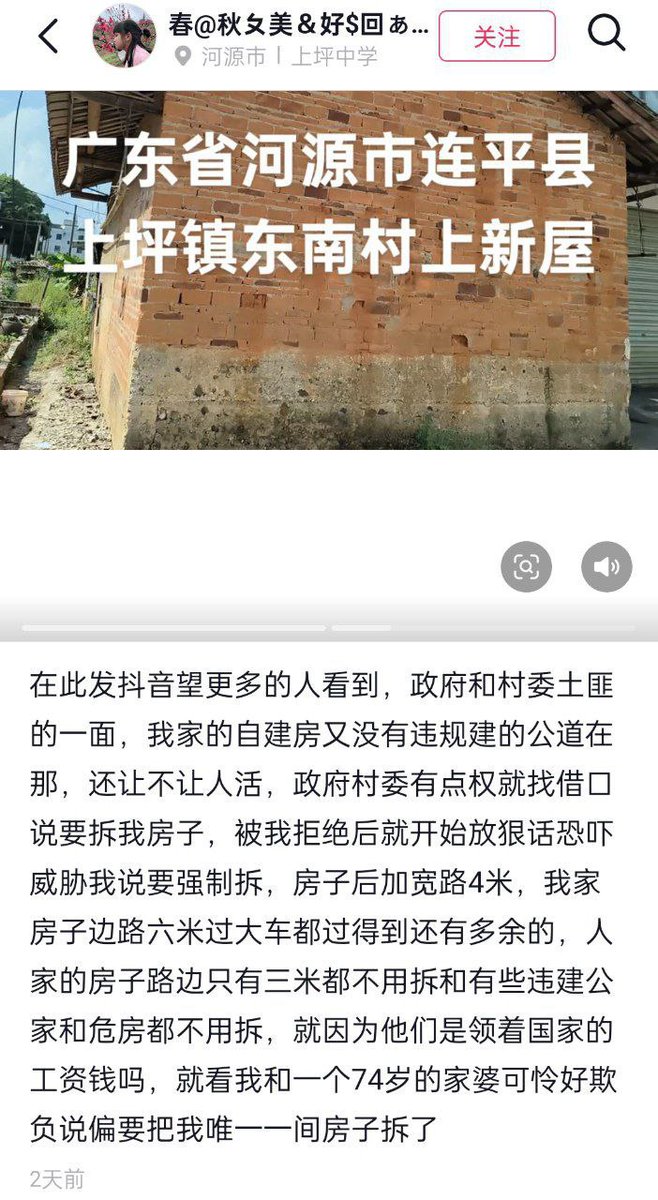 春@秋夊美＆好$回ぁ...
关注
河源市｜上坪中学
广东省河源市连平县
上坪镇东南村上新屋
在此发抖音望更多的人看到，政府和村委土匪
的一面，我家的自建房又没有违规建的公道在
那，还让不让人活，政府村委有点权就找借口
说要拆我房子，被我拒绝后就开始放狠话恐吓
威胁我说要强制拆，房子后加宽路4米，我家
房子边路六米过大车都过得到还有多余的，人
家的房子路边只有三米都不用拆和有些违建公
家和危房都不用拆，就因为他们是领着国家的
工资钱吗，就看我和一个74岁的家婆可怜好欺
负说偏要把我唯一一间房子拆了
2天前